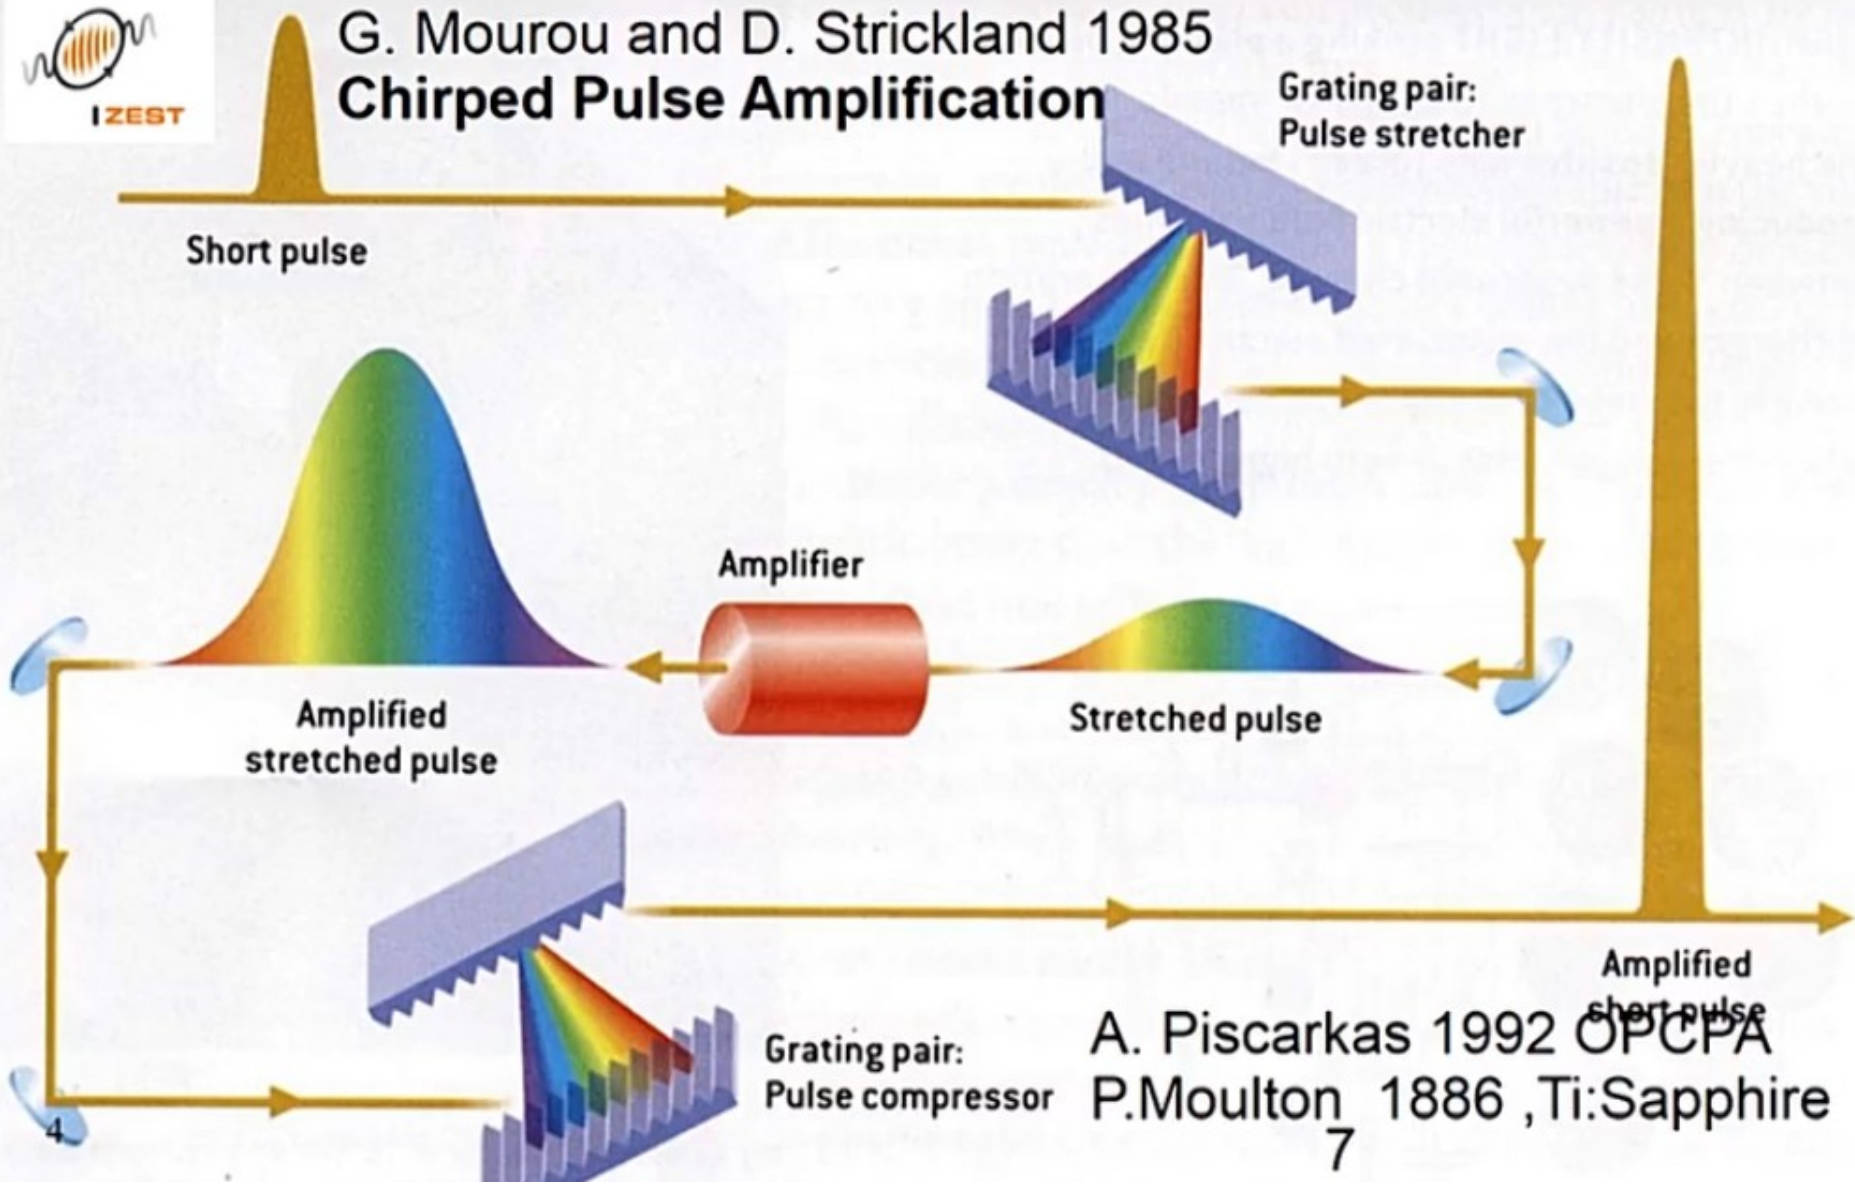 IZEST
G. Mourou and D. Strickland 1985
Chirped Pulse Amplification
Grating pair:
Pulse stretcher
Short pulse
Amplifier
Stretched pulse
Amplified
stretched pulse
Amplified
short pulse
Grating pair:
Pulse compressor
A. Piscarkas 1992 OPCPA
P.Moulton 1886 ,Ti:Sapphire
7
4